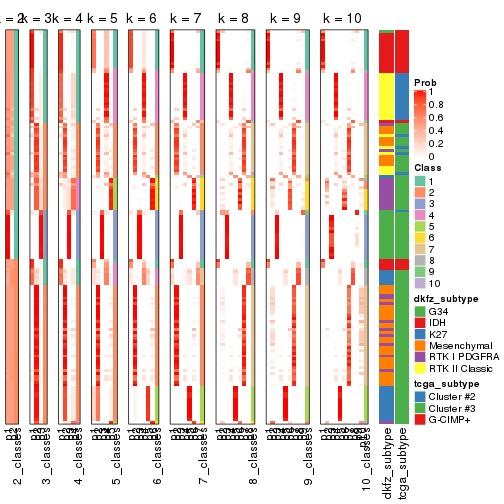 k = 2
k = 3
k = 4
k = 5
k = 6
k = 7
k = 8
k = 9
k = 10
Prob
1
0.8
0.6
0.4
0.2
0
Class
1
2
3
4
5
6
7
8
9
10
dkfz_subtype
G34
IDH
K27
Mesenchymal
RTK I PDGFRA
RTK II Classic
tcga_subtype
Cluster #2
Cluster #3
G-CIMP+
2_classes
3_classes
4_classes
5_classes
6_classes
7_classes
8_classes
9_classes
10_classes
dkfz_subtype
tcga_subtype